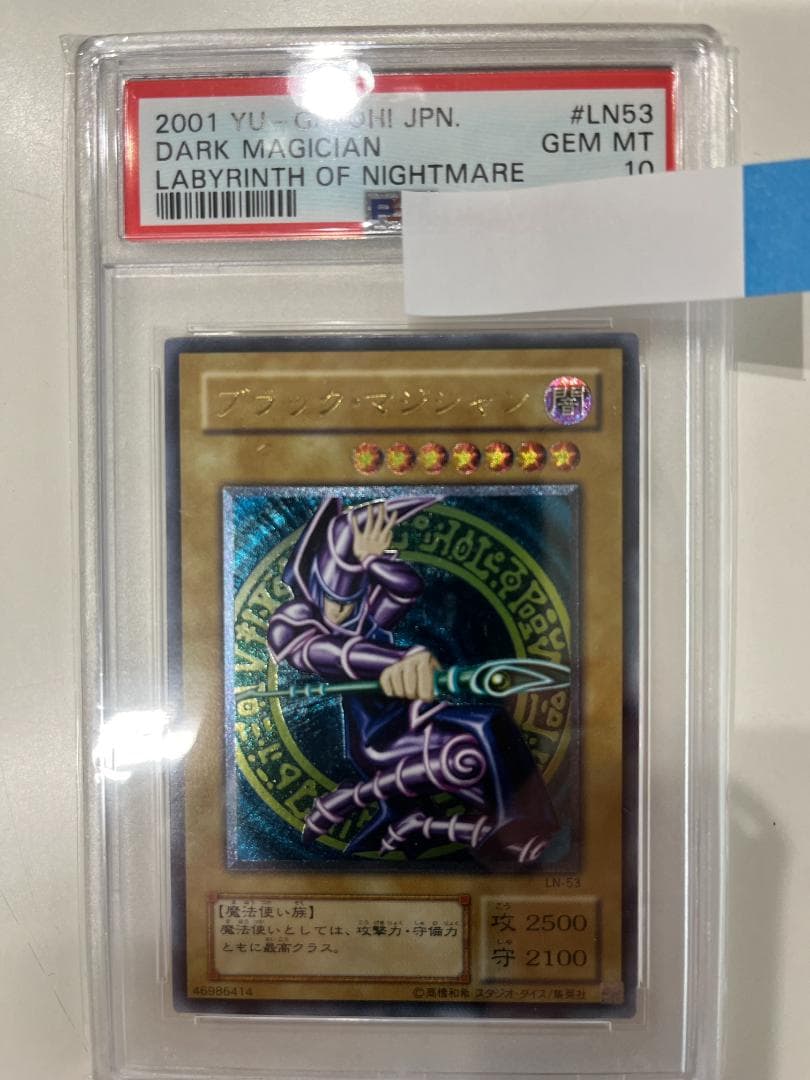 2001 YU-GI-OH! JPN. #LN53
DARK MAGICIAN GEM MT
LABYRINTH OF NIGHTMARE 10
ブラック・マジシャン 闇
LN-53
【魔法使い族】
魔法使いとしては、攻撃力・守備力
ともに最高クラス。
攻 2500
守 2100
46986414 ©高橋和希 スタジオ・ダイス/集英社